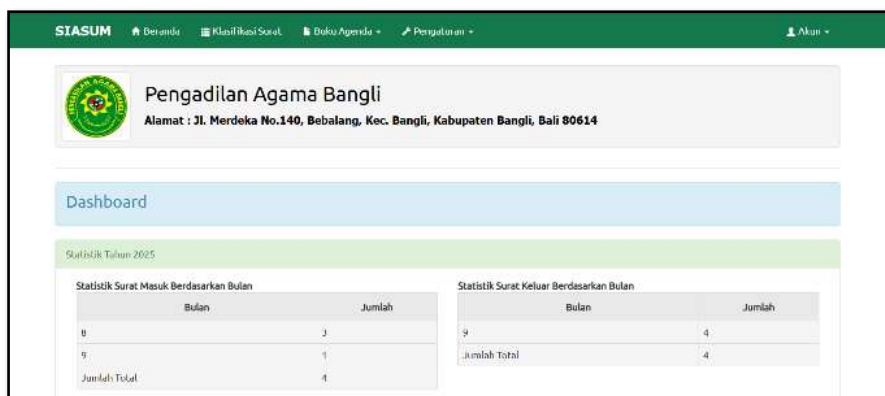 SIASUM Beranda Klasifikasi Surat Buku Agenda Pengaturan Akun
Pengadilan Agama Bangli
Alamat : Jl. Merdeka No.140, Bebalang, Kec. Bangli, Kabupaten Bangli, Bali 80614
Dashboard
Statistik Tahun 2025
Statistik Surat Masuk Berdasarkan Bulan
Bulan Jumlah
8 3
9 1
Jumlah Total 4
Statistik Surat Keluar Berdasarkan Bulan
Bulan Jumlah
9 4
Jumlah Total 4